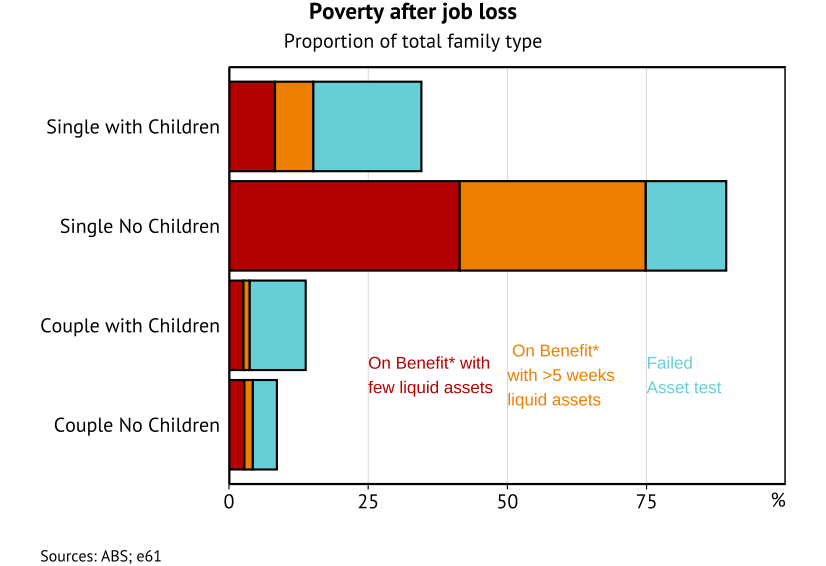 Poverty after job loss
Proportion of total family type
Single with Children
Single No Children
Couple with Children
Couple No Children
On Benefit* with
few liquid assets
On Benefit*
with >5 weeks
liquid assets
Failed
Asset test
0 25 50 75 %
Sources: ABS; e61